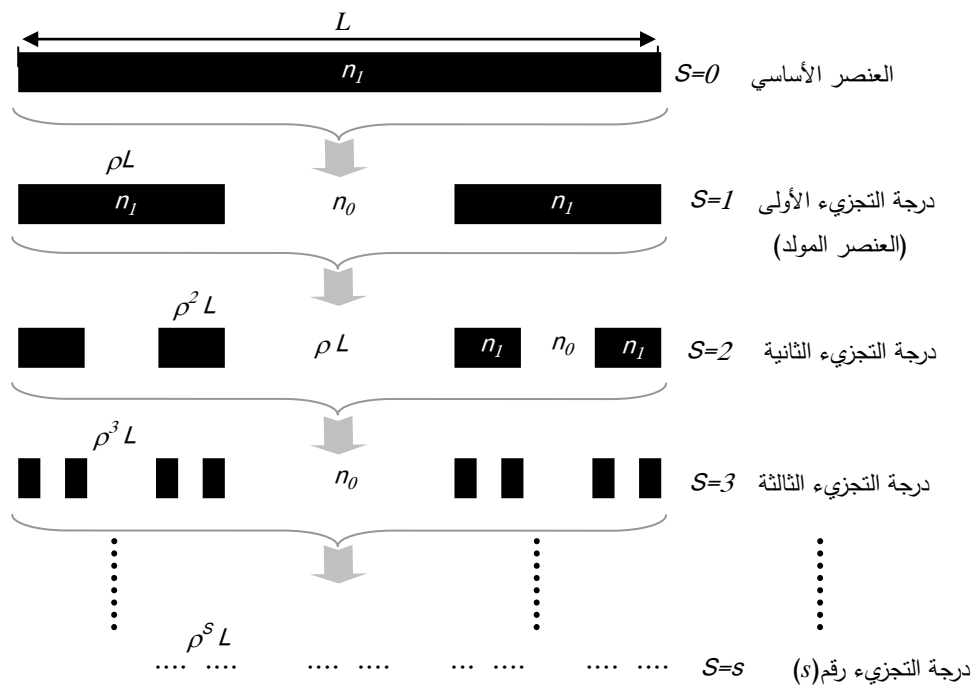 L
n₁ S=0 العنصر الأساسي
ρL
n₁ n₀ n₁ S=1 درجة التجزيء الأولى
(العنصر المولد)
ρ² L
ρ L n₁ n₀ n₁ S=2 درجة التجزيء الثانية
ρ³ L
n₀ S=3 درجة التجزيء الثالثة
ρˢ L
.... .... .... .... ... .... .... .... S=s درجة التجزيء رقم(s)